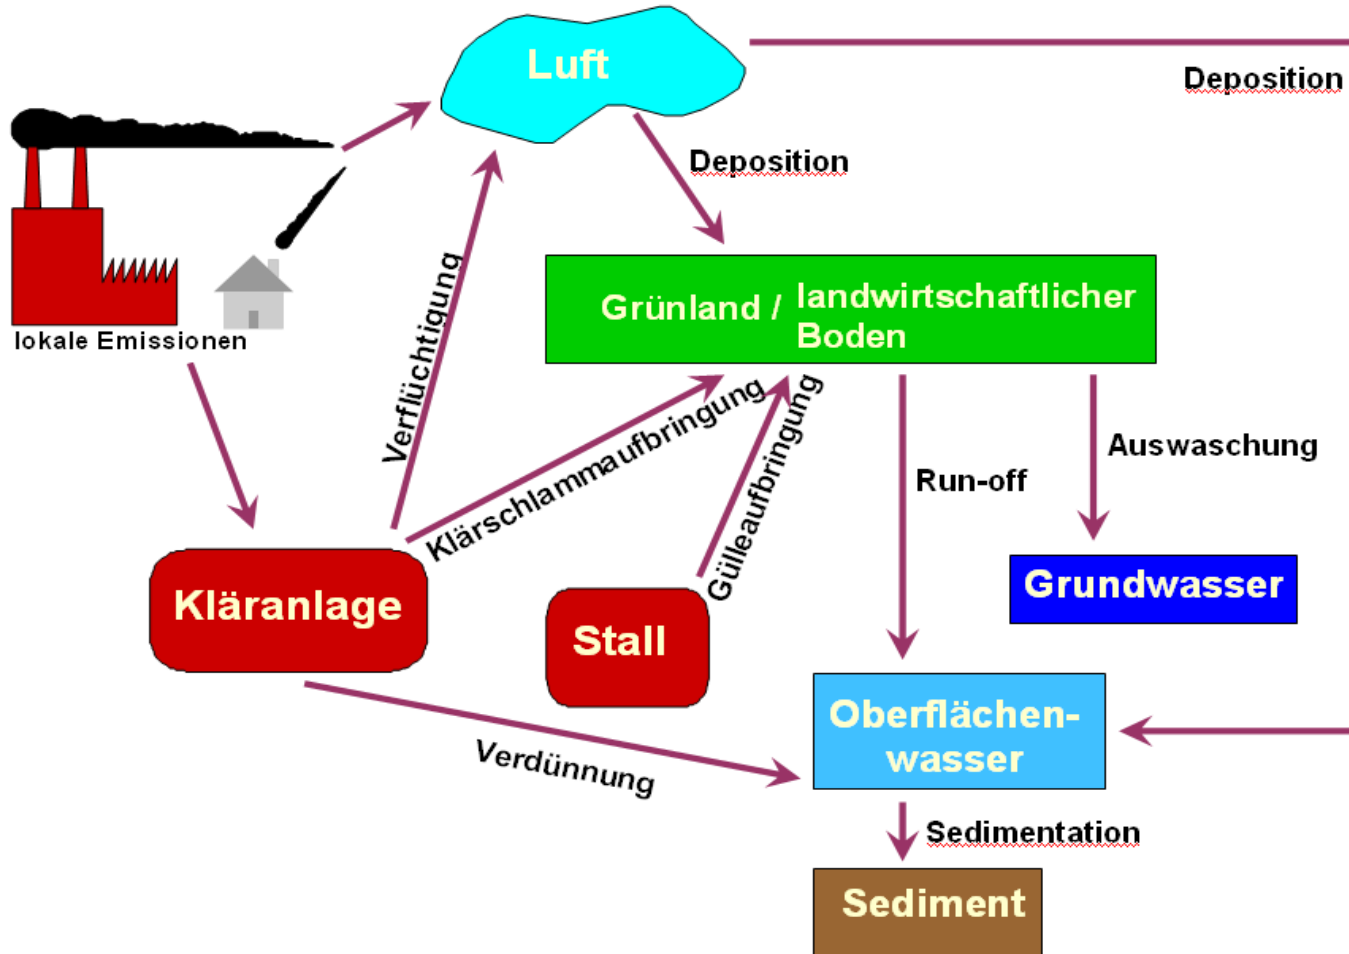 Luft
Deposition
Deposition
lokale Emissionen
Verflüchtigung
Grünland / landwirtschaftlicher
Boden
Klärschlammaufbringung
Gülleaufbringung
Run-off
Auswaschung
Grundwasser
Kläranlage
Stall
Oberflächen-
wasser
Verdünnung
Sedimentation
Sediment